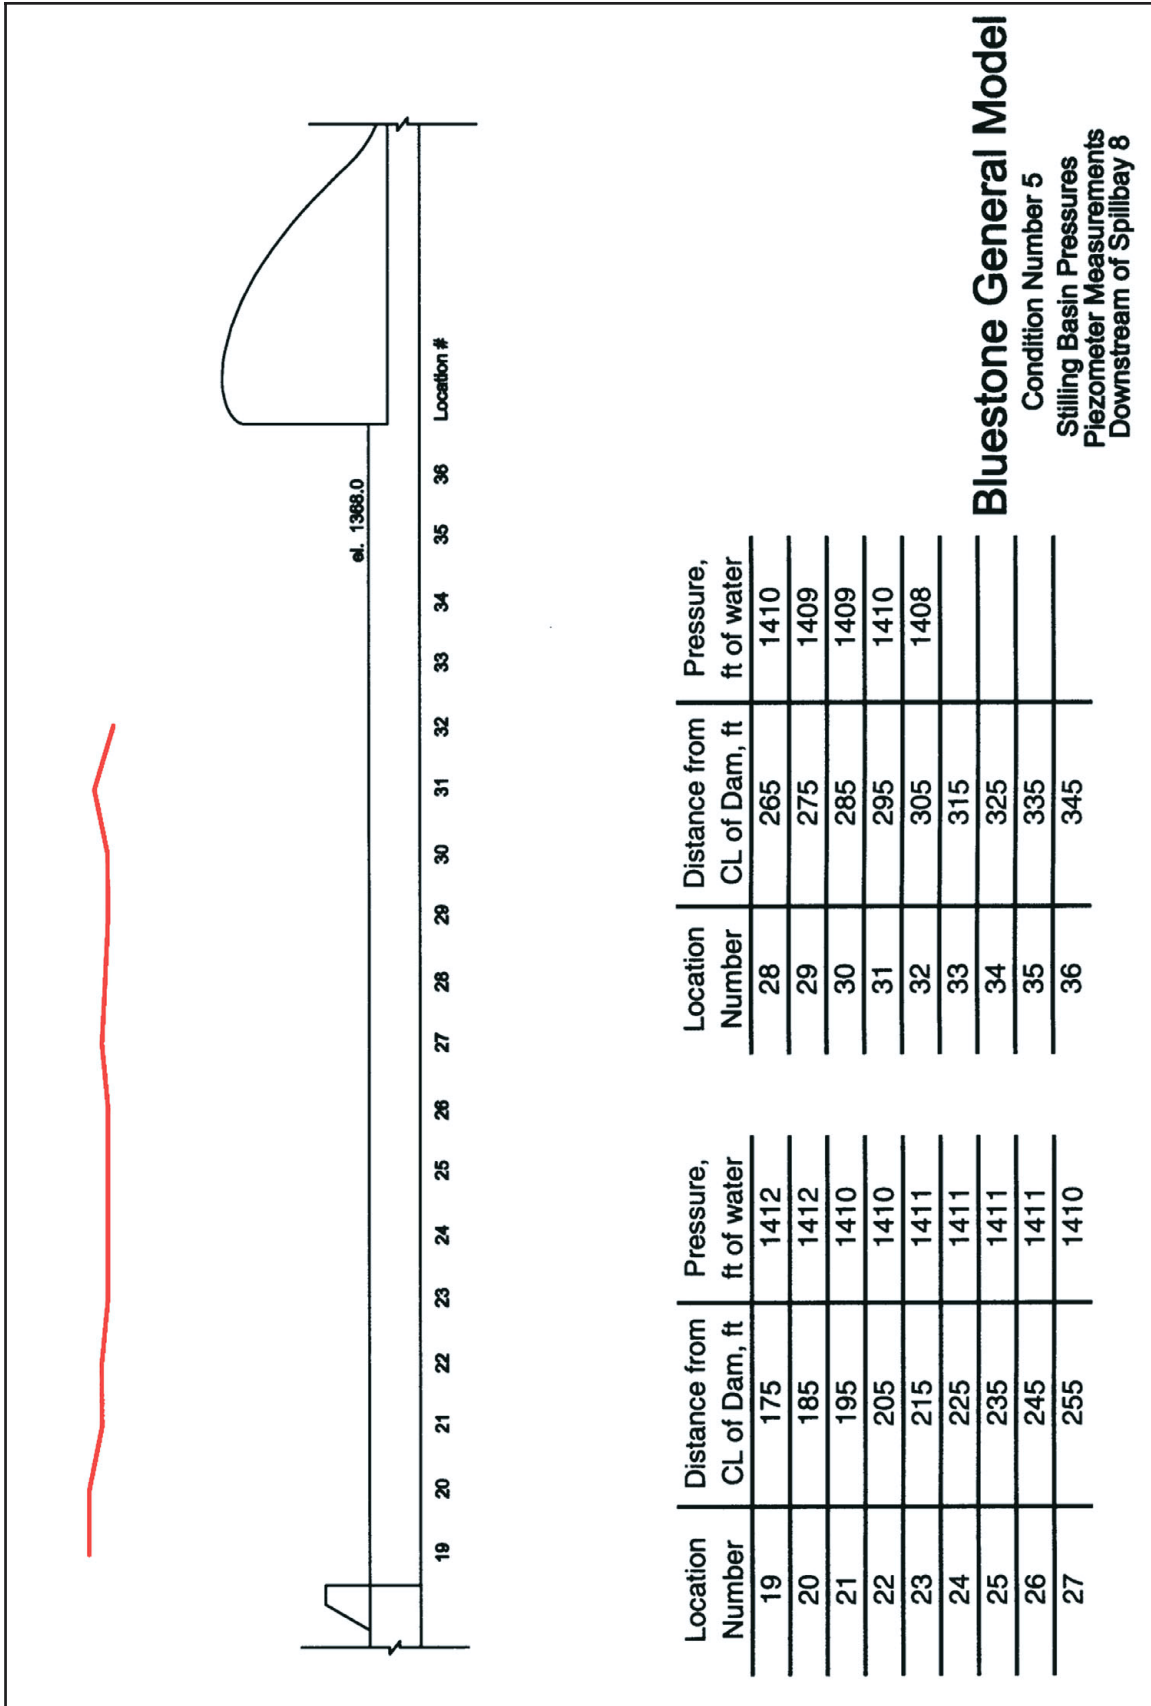 el. 1368.0
19 20 21 22 23 24 25 26 27 28 29 30 31 32 33 34 35 36 Location #
Location Distance from Pressure,
Number CL of Dam, ft ft of water
19 175 1412
20 185 1412
21 195 1410
22 205 1410
23 215 1411
24 225 1411
25 235 1411
26 245 1411
27 255 1410
Location Distance from Pressure,
Number CL of Dam, ft ft of water
28 265 1410
29 275 1409
30 285 1409
31 295 1410
32 305 1408
33 315
34 325
35 335
36 345
Bluestone General Model
Condition Number 5
Stilling Basin Pressures
Piezometer Measurements
Downstream of Spillbay 8